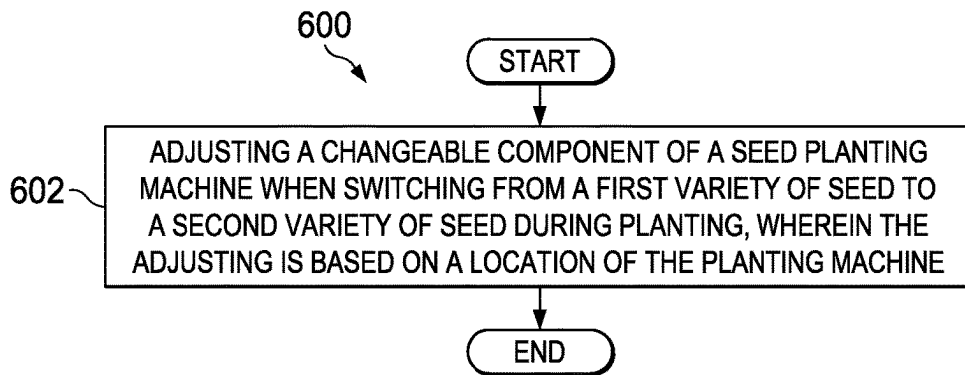 600
START
602
ADJUSTING A CHANGEABLE COMPONENT OF A SEED PLANTING
MACHINE WHEN SWITCHING FROM A FIRST VARIETY OF SEED TO
A SECOND VARIETY OF SEED DURING PLANTING, WHEREIN THE
ADJUSTING IS BASED ON A LOCATION OF THE PLANTING MACHINE
END